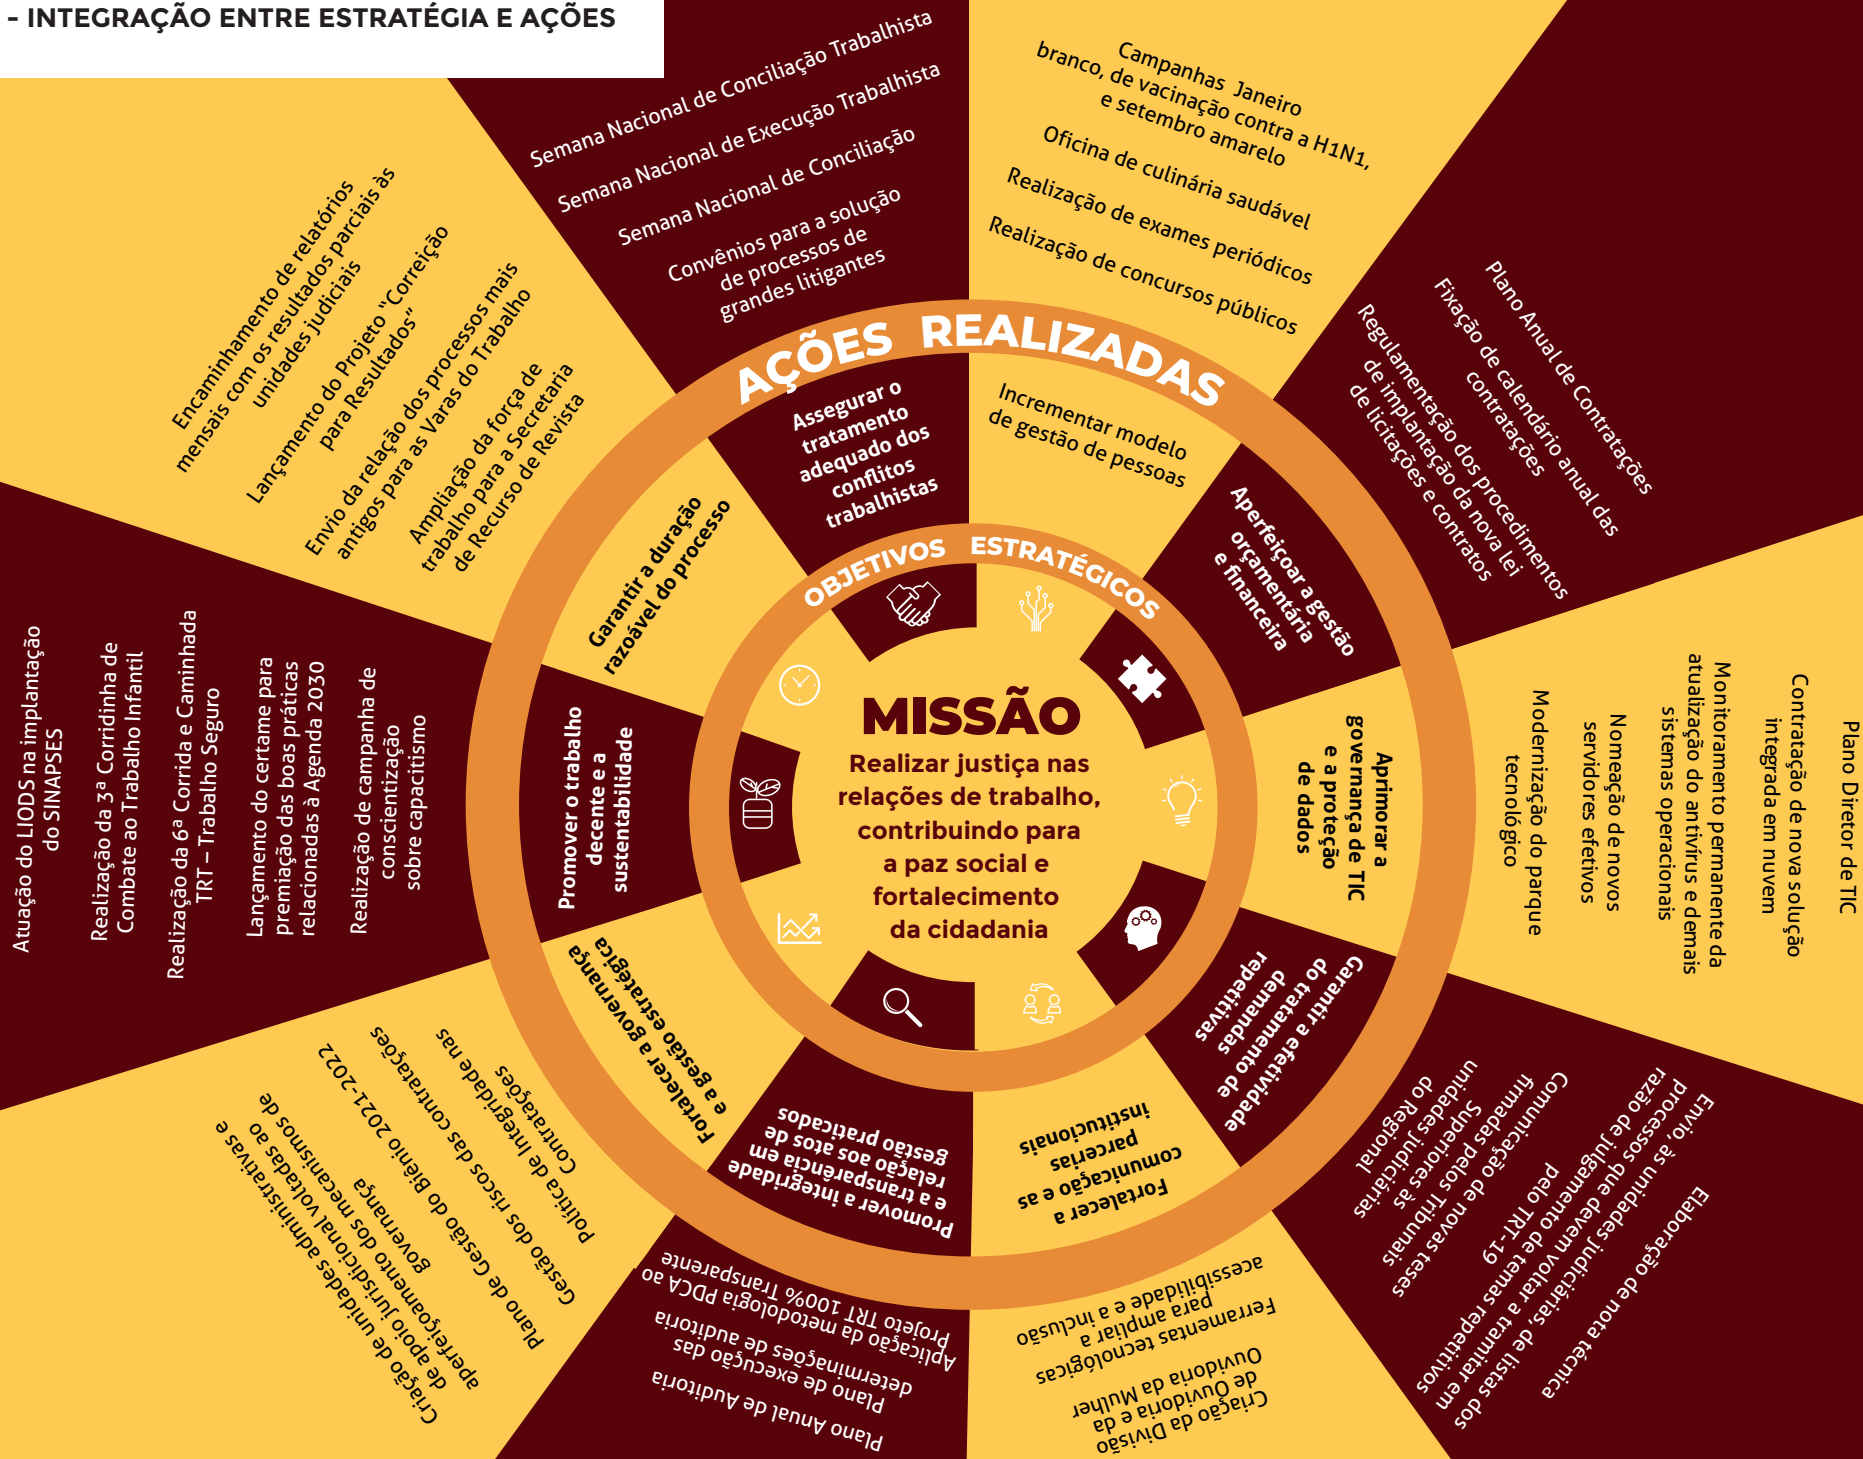 - INTEGRAÇÃO ENTRE ESTRATÉGIA E AÇÕES
AÇÕES REALIZADAS
OBJETIVOS ESTRATÉGICOS
MISSÃO
Realizar justiça nas
relações de trabalho,
contribuindo para
a paz social e
fortalecimento
da cidadania
Assegurar o
tratamento
adequado dos
conflitos
trabalhistas
Semana Nacional de Conciliação Trabalhista
Semana Nacional de Execução Trabalhista
Semana Nacional de Conciliação
Convênios para a solução
de processos de
grandes litigantes
Incrementar modelo
de gestão de pessoas
Campanhas Janeiro
branco, de vacinação contra a H1N1,
e setembro amarelo
Oficina de culinária saudável
Realização de exames periódicos
Realização de concursos públicos
Aperfeiçoar a gestão
orçamentária
e financeira
Plano Anual de Contratações
Fixação de calendário anual das
contratações
Regulamentação dos procedimentos
de implantação da nova lei
de licitações e contratos
Aprimorar a
governança de TIC
e a proteção
de dados
Plano Diretor de TIC
Contratação de nova solução
integrada em nuvem
Monitoramento permanente da
atualização do antivírus e demais
sistemas operacionais
Nomeação de novos
servidores efetivos
Modernização do parque
tecnológico
Garantir a efetividade
do tratamento de
demandas
repetitivas
Comunicação de novas teses
firmadas pelos Tribunais
Superiores às
unidades judiciárias
do Regional
Envio, às unidades judiciárias, de listas dos
processos que devem voltar a tramitar em
razão de julgamento de temas repetitivos
pelo TRT-19
Elaboração de nota técnica
Fortalecer a
comunicação e as
parcerias
institucionais
Ferramentas tecnológicas
para ampliar a
acessibilidade e a inclusão
Criação da Divisão
de Ouvidoria e da
Ouvidoria da Mulher
Promover a integridade
e a transparência em
relação aos atos de
gestão praticados
Projeto TRT 100% Transparente
Aplicação da metodologia PDCA ao
Plano de execução das
determinações de auditoria
Plano Anual de Auditoria
Fortalecer a governança
e a gestão estratégica
Política de Integridade nas
Contratações
Gestão dos riscos das contratações
Plano de Gestão do Biênio 2021-2022
Criação de unidades administrativas e
de apoio jurisdicional voltadas ao
aperfeiçoamento dos mecanismos de
governança
Promover o trabalho
decente e a
sustentabilidade
Atuação do LIODS na implantação
do SINAPSES
Realização da 3ª Corridinha de
Combate ao Trabalho Infantil
Realização da 6ª Corrida e Caminhada
TRT – Trabalho Seguro
Lançamento do certame para
premiação das boas práticas
relacionadas à Agenda 2030
Realização de campanha de
conscientização
sobre capacitismo
Garantir a duração
razoável do processo
Encaminhamento de relatórios
mensais com os resultados parciais às
unidades judiciais
Lançamento do Projeto "Correição
para Resultados"
Envio da relação dos processos mais
antigos para as Varas do Trabalho
Ampliação da força de
trabalho para a Secretaria
de Recurso de Revista